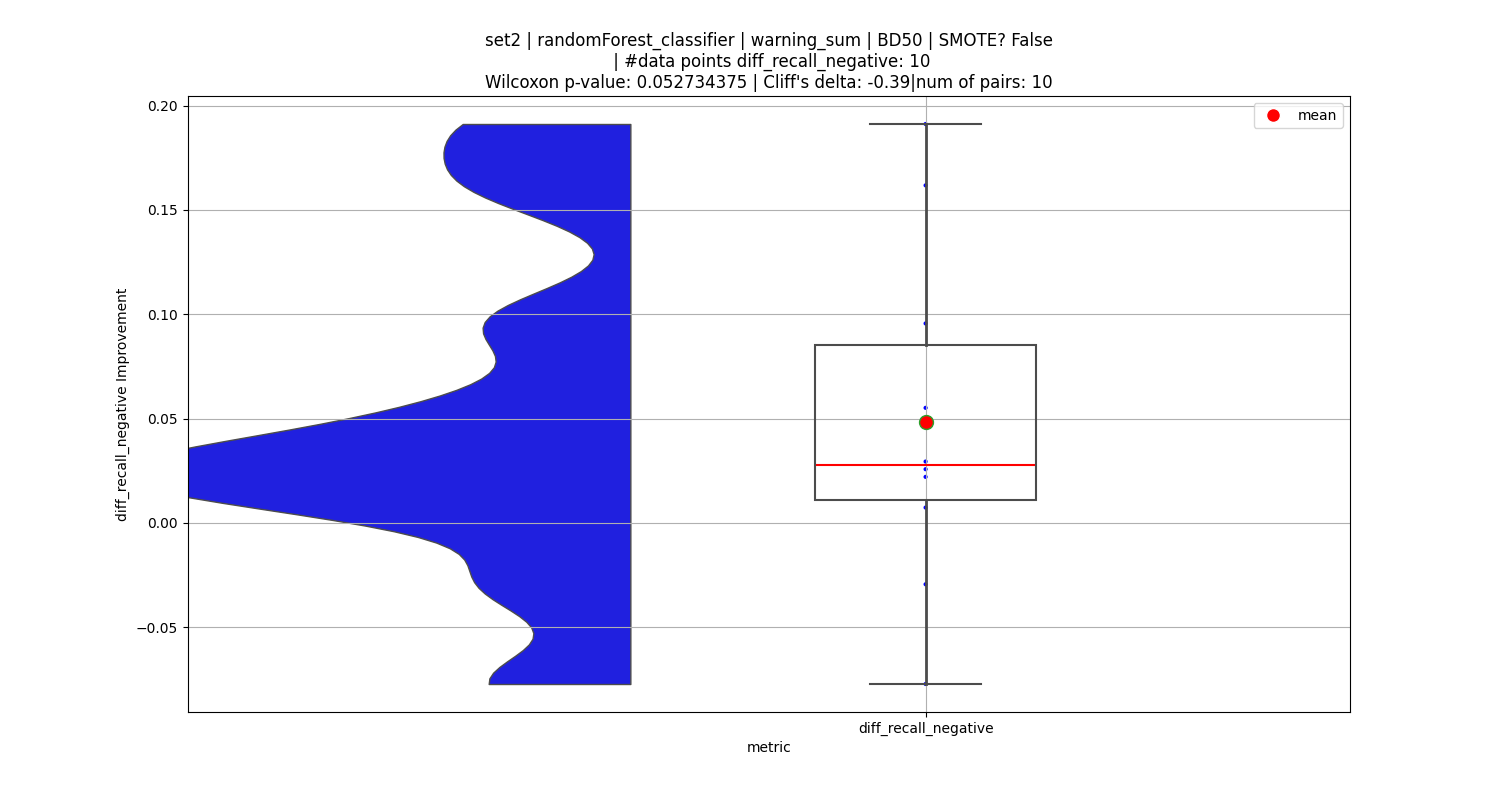 set2 | randomForest_classifier | warning_sum | BD50 | SMOTE? False
| #data points diff_recall_negative: 10
Wilcoxon p-value: 0.052734375 | Cliff's delta: -0.39|num of pairs: 10
mean
0.20
0.15
0.10
0.05
0.00
−0.05
diff_recall_negative Improvement
diff_recall_negative
metric